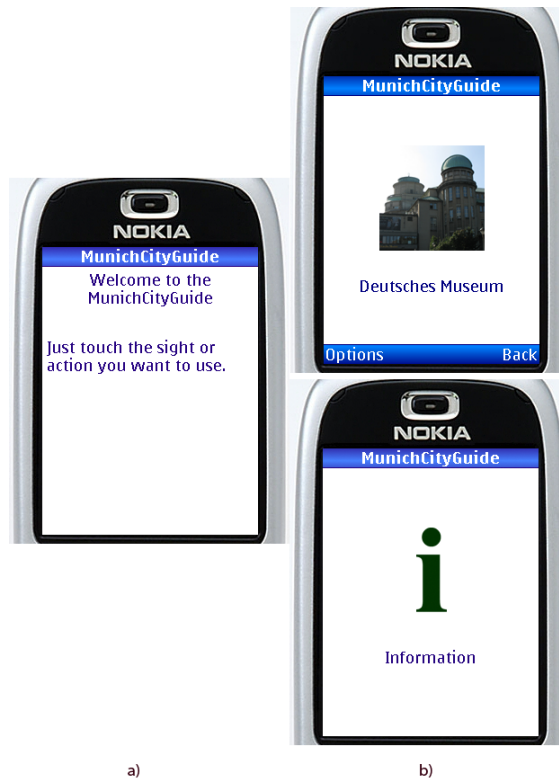 NOKIA
MunichCityGuide
Welcome to the
MunichCityGuide
Just touch the sight or
action you want to use.
a)
NOKIA
MunichCityGuide
Deutsches Museum
Options Back
NOKIA
MunichCityGuide
i
Information
b)